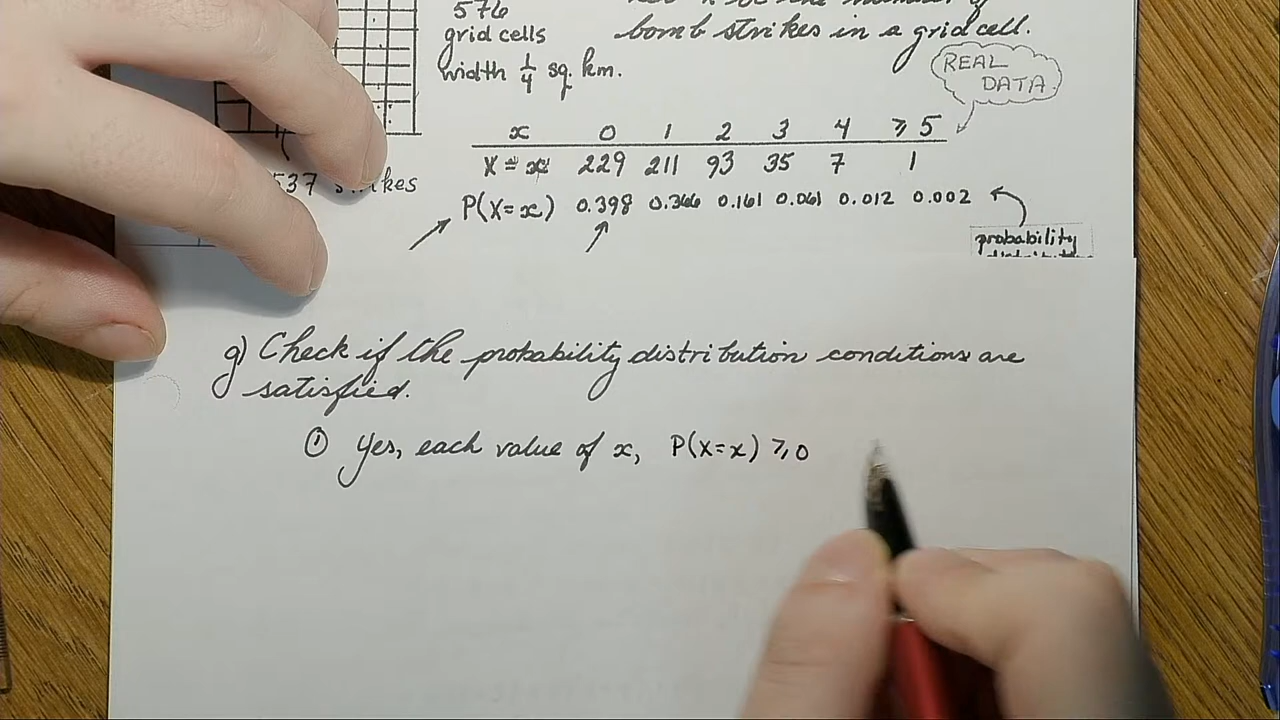 576
grid cells
width 1/4 sq. km.
bomb strikes in a grid cell.
REAL
DATA
x 0 1 2 3 4 ≥ 5
X = x 229 211 93 35 7 1
537 strikes
P(X=x) 0.398 0.366 0.161 0.061 0.012 0.002
probability
g) Check if the probability distribution conditions are
satisfied.
① Yes, each value of x, P(X=x) ≥ 0